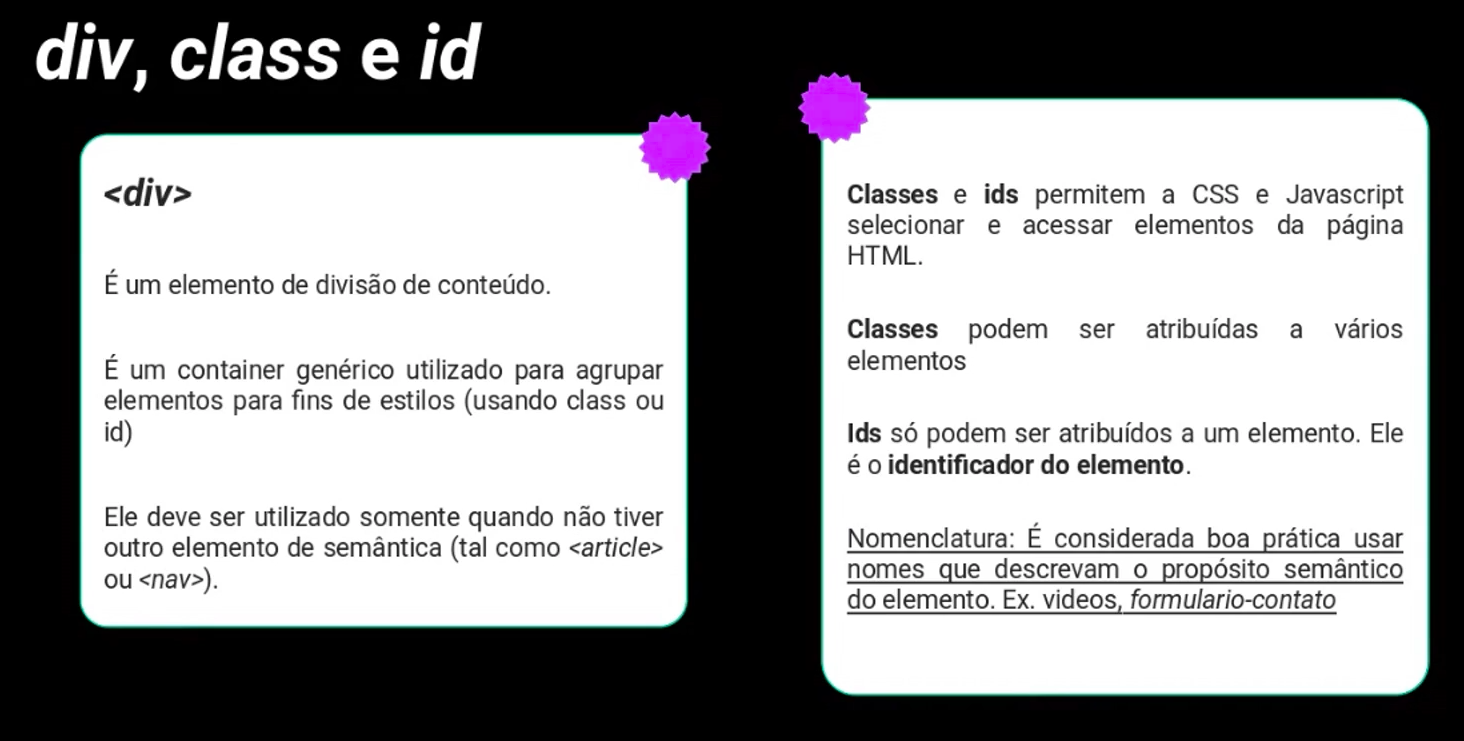 div, class e id
<div>
É um elemento de divisão de conteúdo.
É um container genérico utilizado para agrupar
elementos para fins de estilos (usando class ou
id)
Ele deve ser utilizado somente quando não tiver
outro elemento de semântica (tal como <article>
ou <nav>).
Classes e ids permitem a CSS e Javascript
selecionar e acessar elementos da página
HTML.
Classes podem ser atribuídas a vários
elementos
Ids só podem ser atribuídos a um elemento. Ele
é o identificador do elemento.
Nomenclatura: É considerada boa prática usar
nomes que descrevam o propósito semântico
do elemento. Ex. videos, formulario-contato